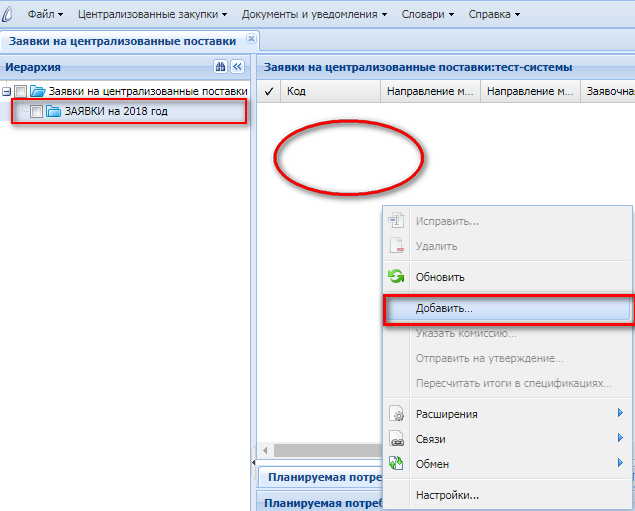 Файл Централизованные закупки Документы и уведомления Словари Справка
Заявки на централизованные поставки
Иерархия
Заявки на централизованные поставки:тест-системы
Заявки на централизованные поставки
ЗАЯВКИ на 2018 год
Код Направление м... Направление м... Заявочна
Исправить...
Удалить
Обновить
Добавить...
Указать комиссию...
Отправить на утверждение...
Пересчитать итоги в спецификациях...
Расширения
Связи
Обмен
Настройки...
Планируемая потре
Планируемая потреб